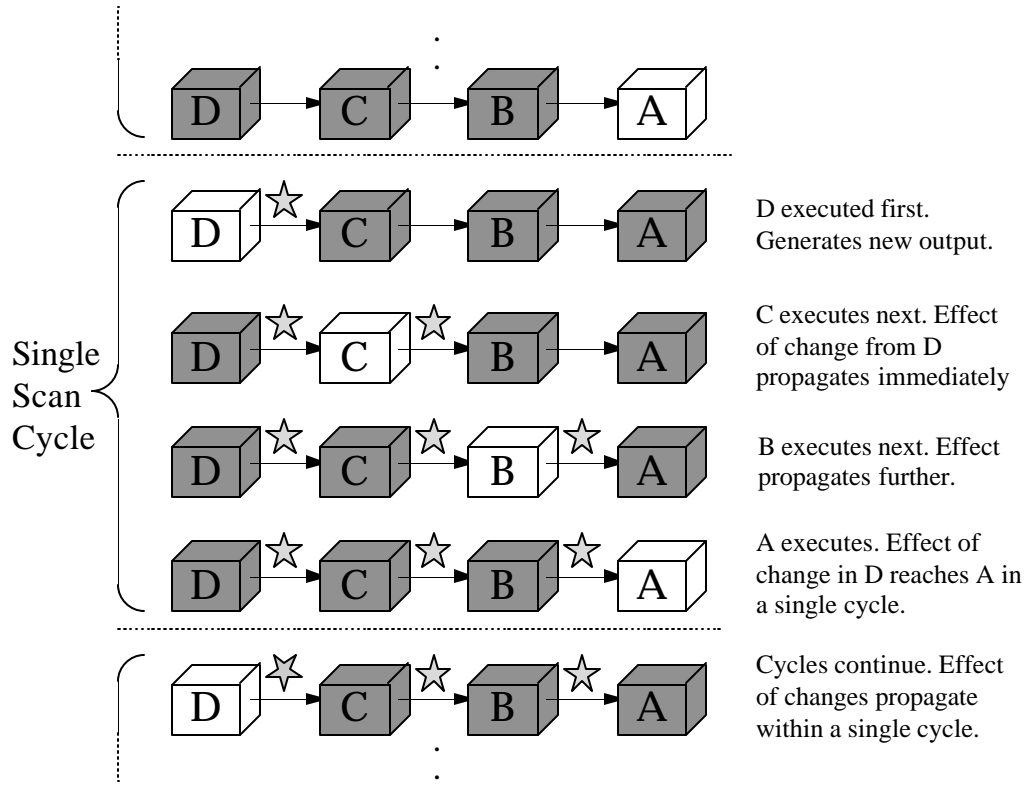 D C B A
D C B A
D executed first.
Generates new output.
D C B A
C executes next. Effect
of change from D
propagates immediately
Single
Scan
Cycle
D C B A
B executes next. Effect
propagates further.
D C B A
A executes. Effect of
change in D reaches A in
a single cycle.
D C B A
Cycles continue. Effect
of changes propagate
within a single cycle.